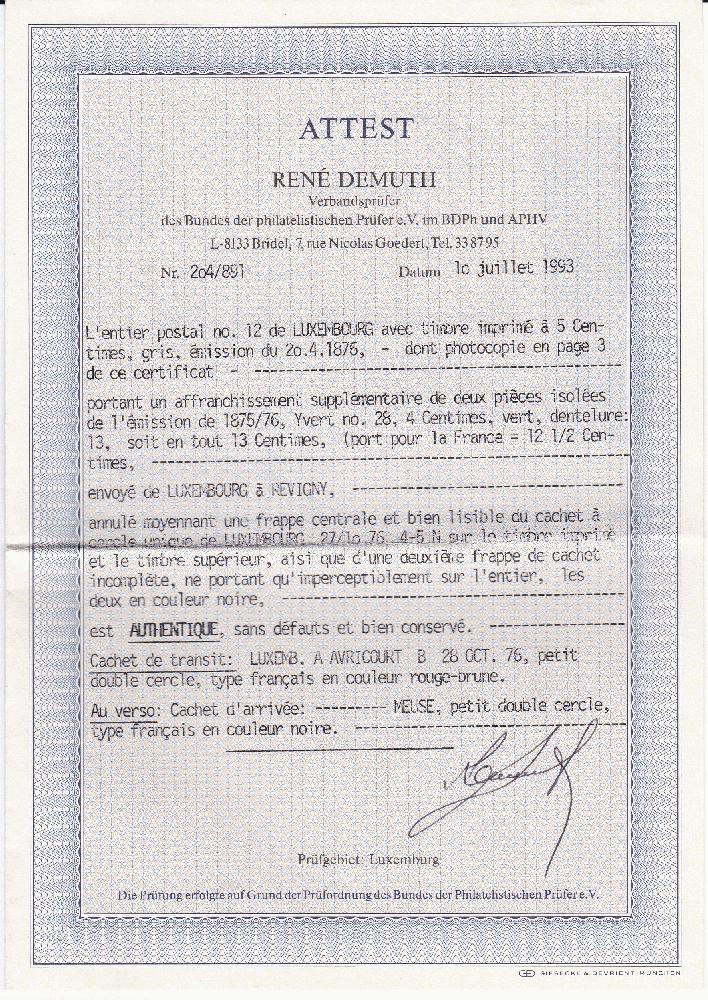 ATTEST
RENÉ DEMUTH
Verbandsprüfer
des Bundes der philatelistischen Prüfer e.V. im BDPh und APHV
L-8133 Bridel, 7, rue Nicolas Goedert, Tel. 33 87 95
Nr. 2o4/891 Datum 1o juillet 1993
L'entier postal no. 12 de LUXEMBOURG avec timbre imprimé à 5 Cen-
times, gris, émission du 2o.4.1876, - dont photocopie en page 3
de ce certificat -
portant un affranchissement supplémentaire de deux pièces isolées
de l'émission de 1875/76, Yvert no. 28, 4 Centimes, vert, dentelure:
13, soit en tout 13 Centimes, (port pour la France = 12 1/2 Cen-
times,
envoyé de LUXEMBOURG à REVIGNY,
annulé moyennant une frappe centrale et bien lisible du cachet à
cercle unique de LUXEMBOURG 27/1o 76 4-5 N sur le timbre imprimé
et le timbre supérieur, aisi que d'une deuxième frappe de cachet
incomplète, ne portant qu'imperceptiblement sur l'entier, les
deux en couleur noire,
est AUTHENTIQUE, sans défauts et bien conservé.
Cachet de transit: LUXEMB. A AVRICOURT B 28 OCT. 76, petit
double cercle, type français en couleur rouge-brune.
Au verso: Cachet d'arrivée: --------- MEUSE, petit double cercle,
type français en couleur noire.
Prüfgebiet: Luxemburg
Die Prüfung erfolgte auf Grund der Prüfordnung des Bundes der Philatelistischen Prüfer e.V.
GD GIESECKE & DEVRIENT MÜNCHEN